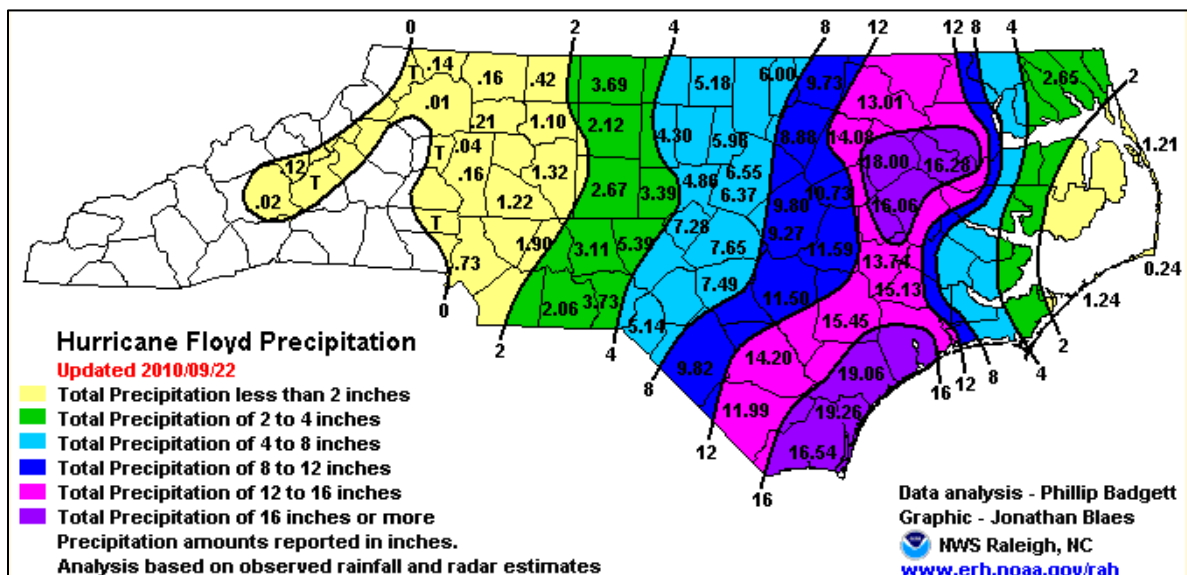 0 2 4 8 12 12 8 4
T .14 .16 .42 3.69 5.18 6.00 9.73 2.65 2
.01 13.01
.21 1.10 2.12 4.30 5.98 8.88 14.08 1.21
.12 T T .04 .16 1.32 2.67 3.39 4.86 6.55 18.00 16.28
.02 1.22 6.37 9.80 10.73 16.06
T 1.90 3.11 5.39 7.28 7.65 9.27 11.59 13.74
.73 2.06 3.73 7.49 11.50 15.13 0.24
0 5.14 15.45 1.24
2 4 8 9.82 14.20 19.06 16 12 8 4 2
11.99 19.26
12 16.54
16
Hurricane Floyd Precipitation
Updated 2010/09/22
Total Precipitation less than 2 inches
Total Precipitation of 2 to 4 inches
Total Precipitation of 4 to 8 inches
Total Precipitation of 8 to 12 inches
Total Precipitation of 12 to 16 inches
Total Precipitation of 16 inches or more
Precipitation amounts reported in inches.
Analysis based on observed rainfall and radar estimates
Data analysis - Phillip Badgett
Graphic - Jonathan Blaes
NWS Raleigh, NC
www.erh.noaa.gov/rah